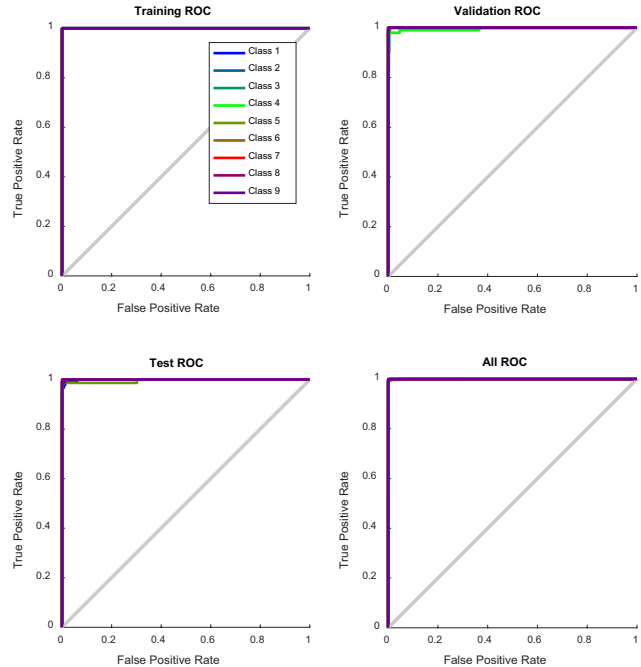 Training ROC
1
0.8
0.6
0.4
0.2
0
True Positive Rate
Class 1
Class 2
Class 3
Class 4
Class 5
Class 6
Class 7
Class 8
Class 9
0 0.2 0.4 0.6 0.8 1
False Positive Rate
Validation ROC
1
0.8
0.6
0.4
0.2
0
True Positive Rate
0 0.2 0.4 0.6 0.8 1
False Positive Rate
Test ROC
1
0.8
0.6
0.4
0.2
0
True Positive Rate
0 0.2 0.4 0.6 0.8 1
False Positive Rate
All ROC
1
0.8
0.6
0.4
0.2
0
True Positive Rate
0 0.2 0.4 0.6 0.8 1
False Positive Rate